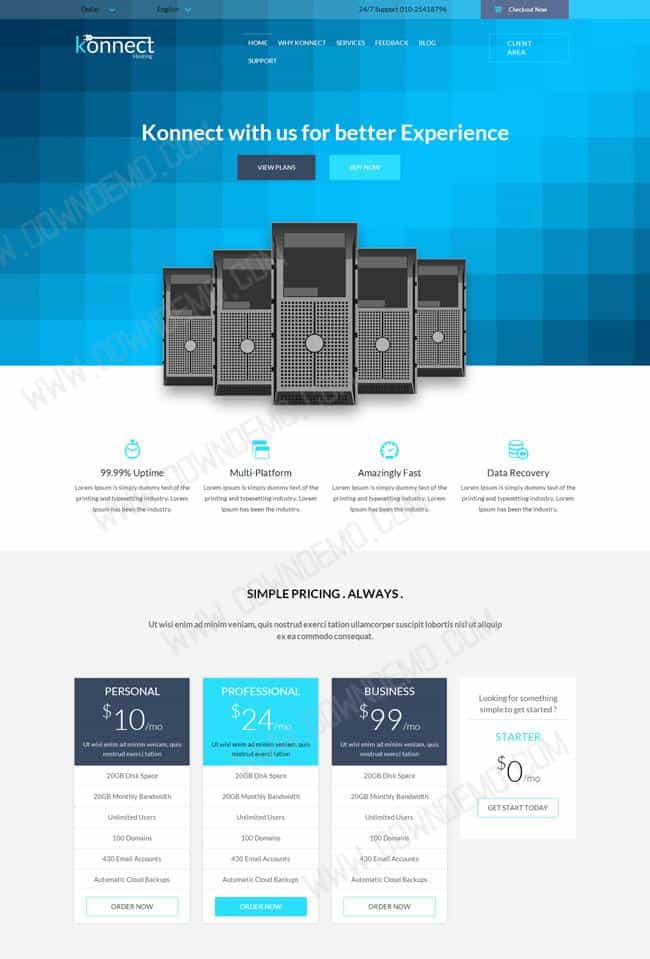 Dollar
English
24/7 Support 010-25418796
Checkout Now
konnect
Hosting
HOME WHY KONNECT SERVICES FEEDBACK BLOG
SUPPORT
CLIENT
AREA
Konnect with us for better Experience
VIEW PLANS
BUY NOW
99.99% Uptime
Lorem Ipsum is simply dummy text of the
printing and typesetting industry. Lorem
Ipsum has been the industry.
Multi-Platform
Lorem Ipsum is simply dummy text of the
printing and typesetting industry. Lorem
Ipsum has been the industry.
Amazingly Fast
Lorem Ipsum is simply dummy text of the
printing and typesetting industry. Lorem
Ipsum has been the industry.
Data Recovery
Lorem Ipsum is simply dummy text of the
printing and typesetting industry. Lorem
Ipsum has been the industry.
SIMPLE PRICING . ALWAYS .
Ut wisi enim ad minim veniam, quis nostrud exerci tation ullamcorper suscipit lobortis nisl ut aliquip
ex ea commodo consequat.
PERSONAL
$10/mo
Ut wisi enim ad minim veniam, quis
nostrud exerci tation
20GB Disk Space
20GB Monthly Bandwidth
Unlimited Users
100 Domains
430 Email Accounts
Automatic Cloud Backups
ORDER NOW
PROFESSIONAL
$24/mo
Ut wisi enim ad minim veniam, quis
nostrud exerci tation
20GB Disk Space
20GB Monthly Bandwidth
Unlimited Users
100 Domains
430 Email Accounts
Automatic Cloud Backups
ORDER NOW
BUSINESS
$99/mo
Ut wisi enim ad minim veniam, quis
nostrud exerci tation
20GB Disk Space
20GB Monthly Bandwidth
Unlimited Users
100 Domains
430 Email Accounts
Automatic Cloud Backups
ORDER NOW
Looking for something
simple to get started ?
STARTER
$0/mo
GET START TODAY
WWW.DOWNDEMO.COM
WWW.DOWNDEMO.COM
WWW.DOWNDEMO.COM
WWW.DOWNDEMO.COM
WWW.DOWNDEMO.COM